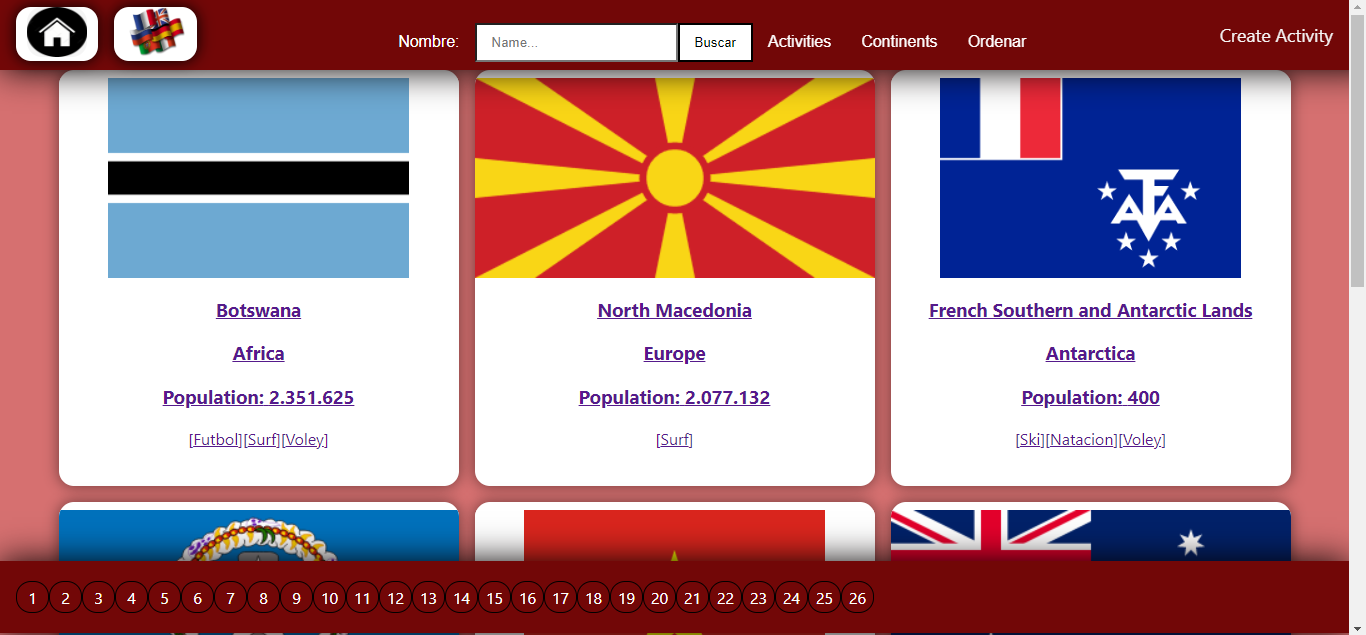 Nombre: Name... Buscar Activities Continents Ordenar Create Activity
Botswana
Africa
Population: 2.351.625
[Futbol][Surf][Voley]
North Macedonia
Europe
Population: 2.077.132
[Surf]
TAAF
French Southern and Antarctic Lands
Antarctica
Population: 400
[Ski][Natacion][Voley]
1 2 3 4 5 6 7 8 9 10 11 12 13 14 15 16 17 18 19 20 21 22 23 24 25 26